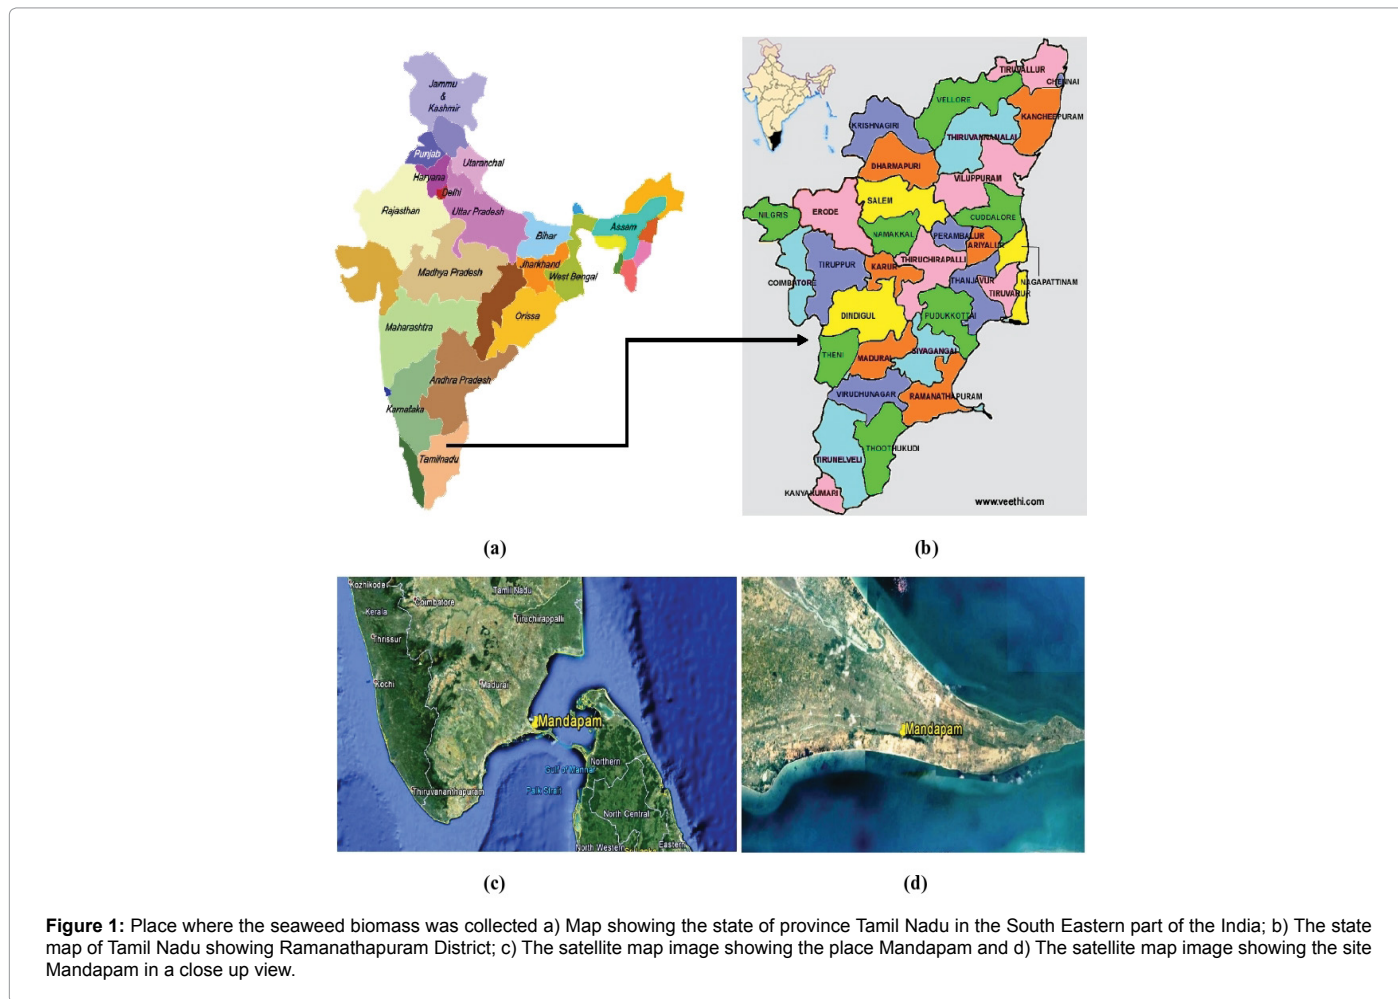 Jammu
&
Kashmir
Punjab
Utaranchal
Haryana
Delhi
Rajasthan
Uttar Pradesh
Bihar
Assam
Jharkhand
West Bengal
Madhya Pradesh
Orissa
Maharashtra
Andhra Pradesh
Karnataka
Tamilnadu
(a)
TIRUVALLUR
CHENNAI
VELLORE
KANCHEEPURAM
KRISHNAGIRI
THIRUVANNAMALAI
DHARMAPURI
VILUPPURAM
SALEM
NILGRIS
ERODE
CUDDALORE
NAMAKKAL
PERAMBALUR
ARIYALUR
TIRUPPUR
KARUR
THIRUCHIRAPALLI
COIMBATORE
THANJAVUR
NAGAPATTINAM
TIRUVARUR
DINDIGUL
PUDUKKOTTAI
THENI
MADURAI
SIVAGANGAI
VIRUDHUNAGAR
RAMANATHAPURAM
THOOTHUKUDI
TIRUNELVELI
KANYAKUMARI
www.veethi.com
(b)
Kozhikode
Coimbatore
Tamil Nadu
Kerala
Tiruchirappalli
Thrissur
Kochi
Madurai
Mandapam
Northern
Gulf of Mannar
Palk Strait
Thiruvananthapuram
North Central
North Western
Eastern
(c)
Mandapam
(d)
Figure 1: Place where the seaweed biomass was collected a) Map showing the state of province Tamil Nadu in the South Eastern part of the India; b) The state
map of Tamil Nadu showing Ramanathapuram District; c) The satellite map image showing the place Mandapam and d) The satellite map image showing the site
Mandapam in a close up view.